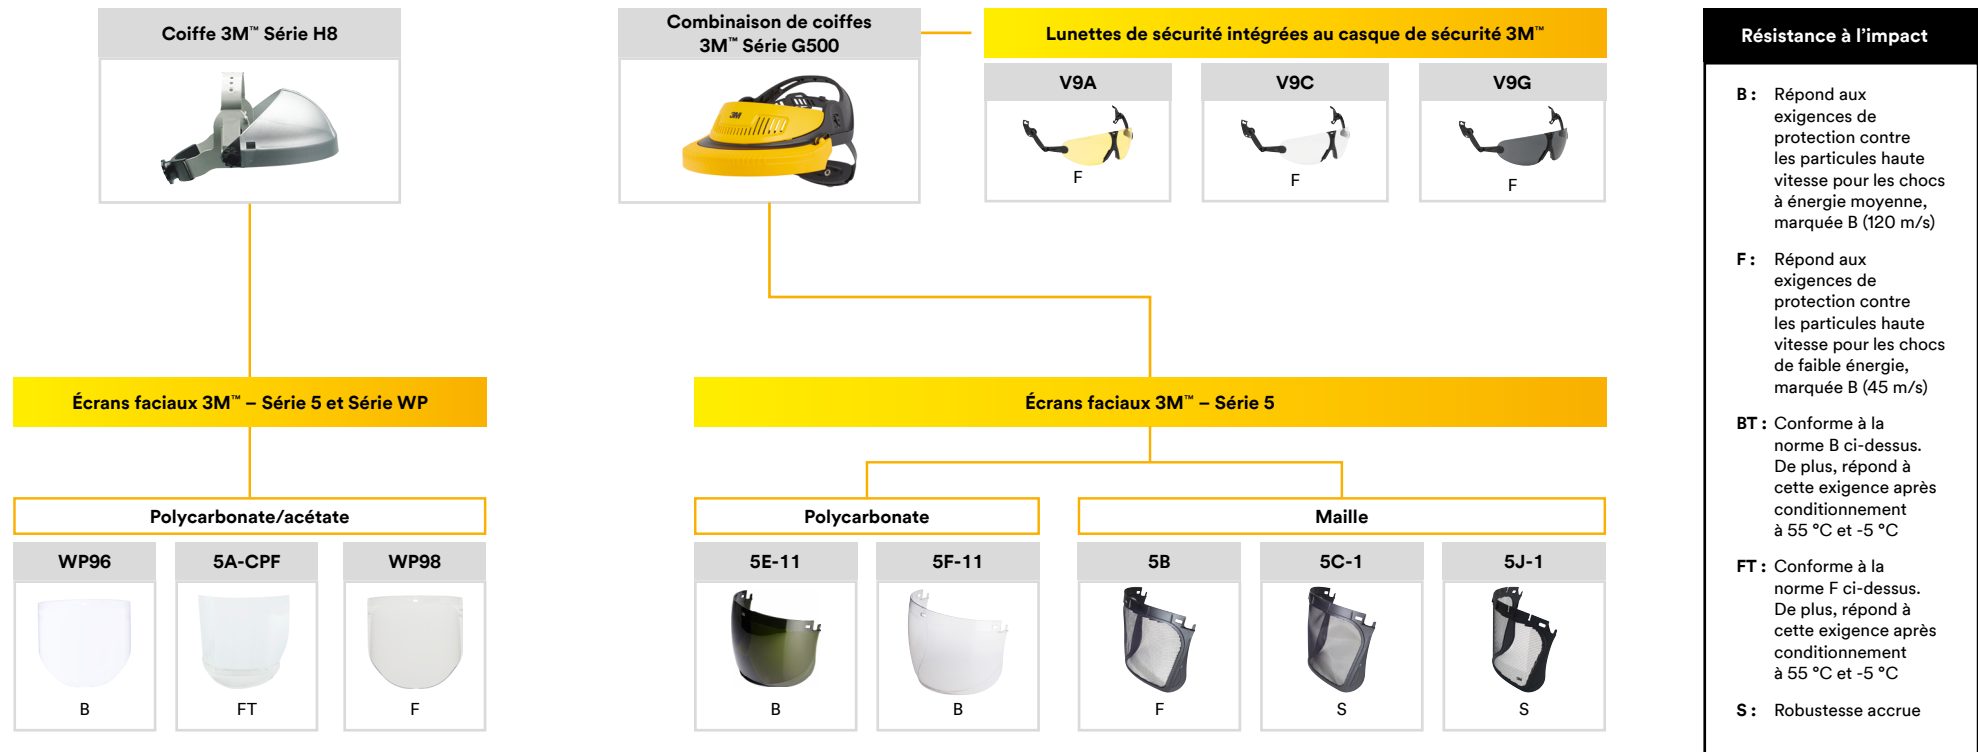 Coiffe 3M™ Série H8
Combinaison de coiffes
3M™ Série G500
3M
Lunettes de sécurité intégrées au casque de sécurité 3M™
V9A
F
V9C
F
V9G
F
Écrans faciaux 3M™ – Série 5 et Série WP
Polycarbonate/acétate
WP96
B
5A-CPF
FT
WP98
F
Écrans faciaux 3M™ – Série 5
Polycarbonate
5E-11
B
5F-11
B
Maille
5B
F
5C-1
S
5J-1
S
Résistance à l’impact
B : Répond aux
exigences de
protection contre
les particules haute
vitesse pour les chocs
à énergie moyenne,
marquée B (120 m/s)
F : Répond aux
exigences de
protection contre
les particules haute
vitesse pour les chocs
de faible énergie,
marquée B (45 m/s)
BT : Conforme à la
norme B ci-dessus.
De plus, répond à
cette exigence après
conditionnement
à 55 °C et -5 °C
FT : Conforme à la
norme F ci-dessus.
De plus, répond à
cette exigence après
conditionnement
à 55 °C et -5 °C
S : Robustesse accrue